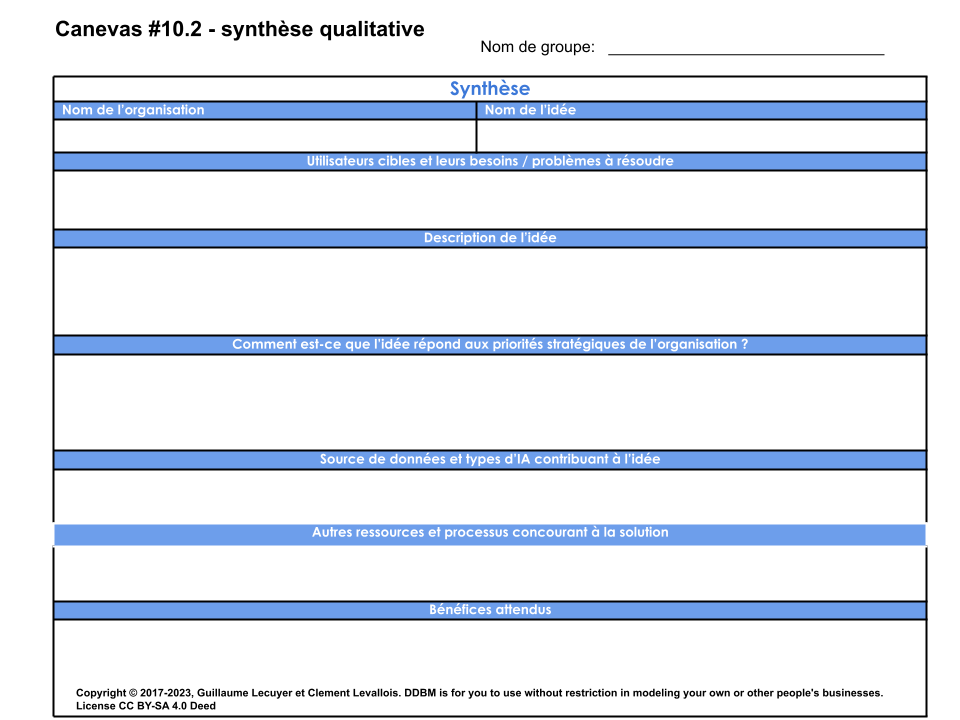 Canevas #10.2 - synthèse qualitative
Nom de groupe: _______________________________
Synthèse
Nom de l'organisation
Nom de l'idée
Utilisateurs cibles et leurs besoins / problèmes à résoudre
Description de l'idée
Comment est-ce que l'idée répond aux priorités stratégiques de l'organisation ?
Source de données et types d'IA contribuant à l'idée
Autres ressources et processus concourant à la solution
Bénéfices attendus
Copyright © 2017-2023, Guillaume Lecuyer et Clement Levallois. DDBM is for you to use without restriction in modeling your own or other people's businesses.
License CC BY-SA 4.0 Deed